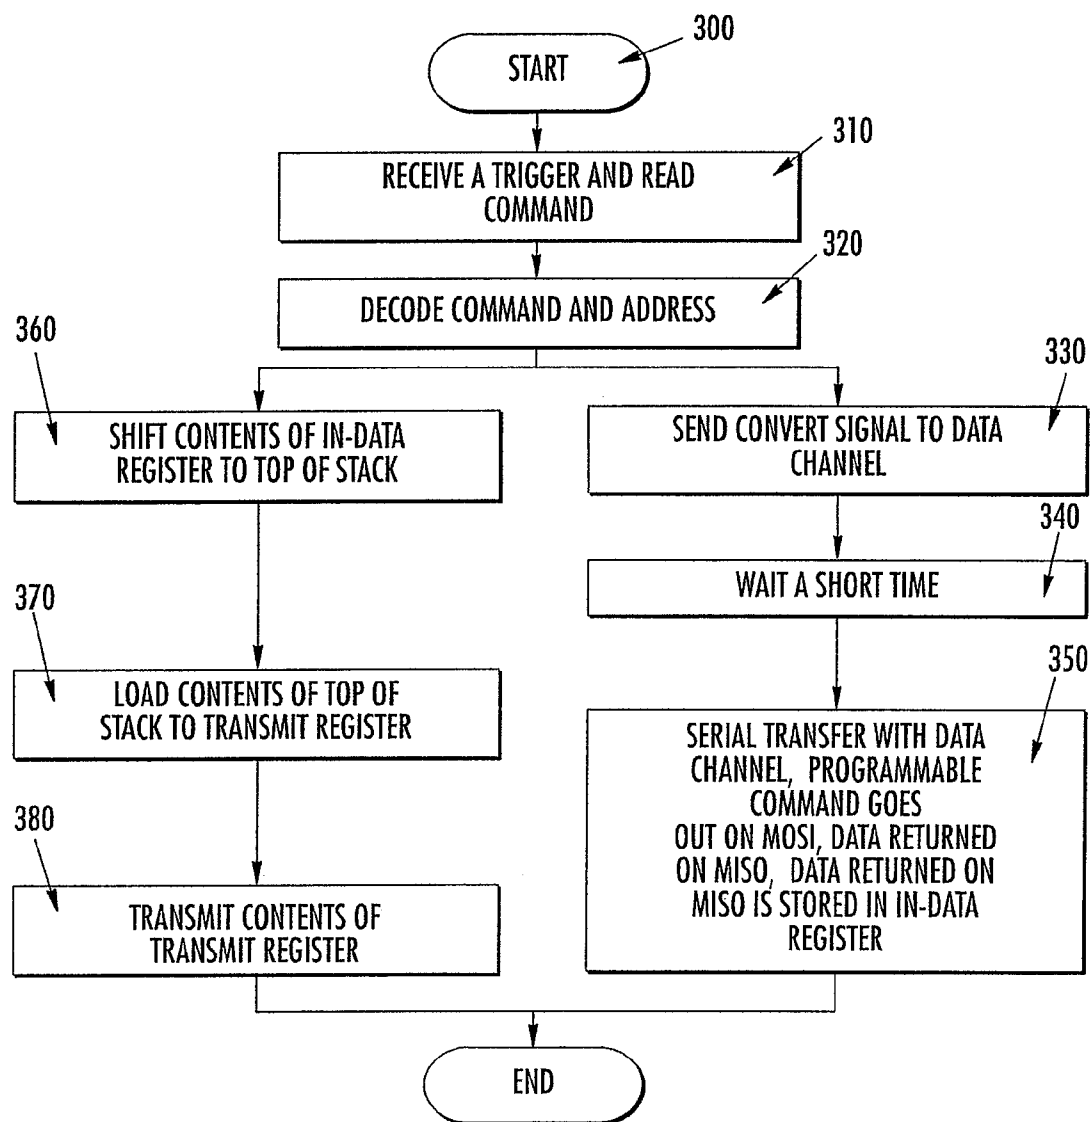 300
START
310
RECEIVE A TRIGGER AND READ
COMMAND
320
DECODE COMMAND AND ADDRESS
360
SHIFT CONTENTS OF IN-DATA
REGISTER TO TOP OF STACK
330
SEND CONVERT SIGNAL TO DATA
CHANNEL
340
WAIT A SHORT TIME
370
LOAD CONTENTS OF TOP OF
STACK TO TRANSMIT REGISTER
350
SERIAL TRANSFER WITH DATA
CHANNEL, PROGRAMMABLE
COMMAND GOES
OUT ON MOSI, DATA RETURNED
ON MISO, DATA RETURNED ON
MISO IS STORED IN IN-DATA
REGISTER
380
TRANSMIT CONTENTS OF
TRANSMIT REGISTER
END